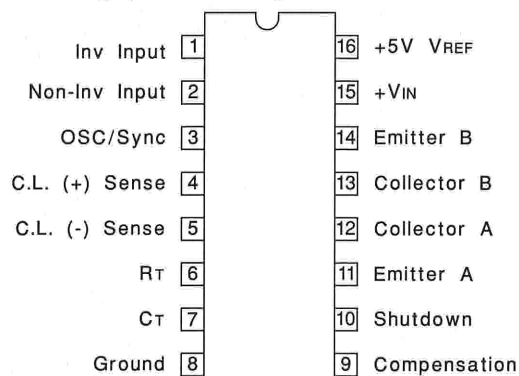 Inv Input 1 16 +5V VREF
Non-Inv Input 2 15 +VIN
OSC/Sync 3 14 Emitter B
C.L. (+) Sense 4 13 Collector B
C.L. (-) Sense 5 12 Collector A
RT 6 11 Emitter A
CT 7 10 Shutdown
Ground 8 9 Compensation